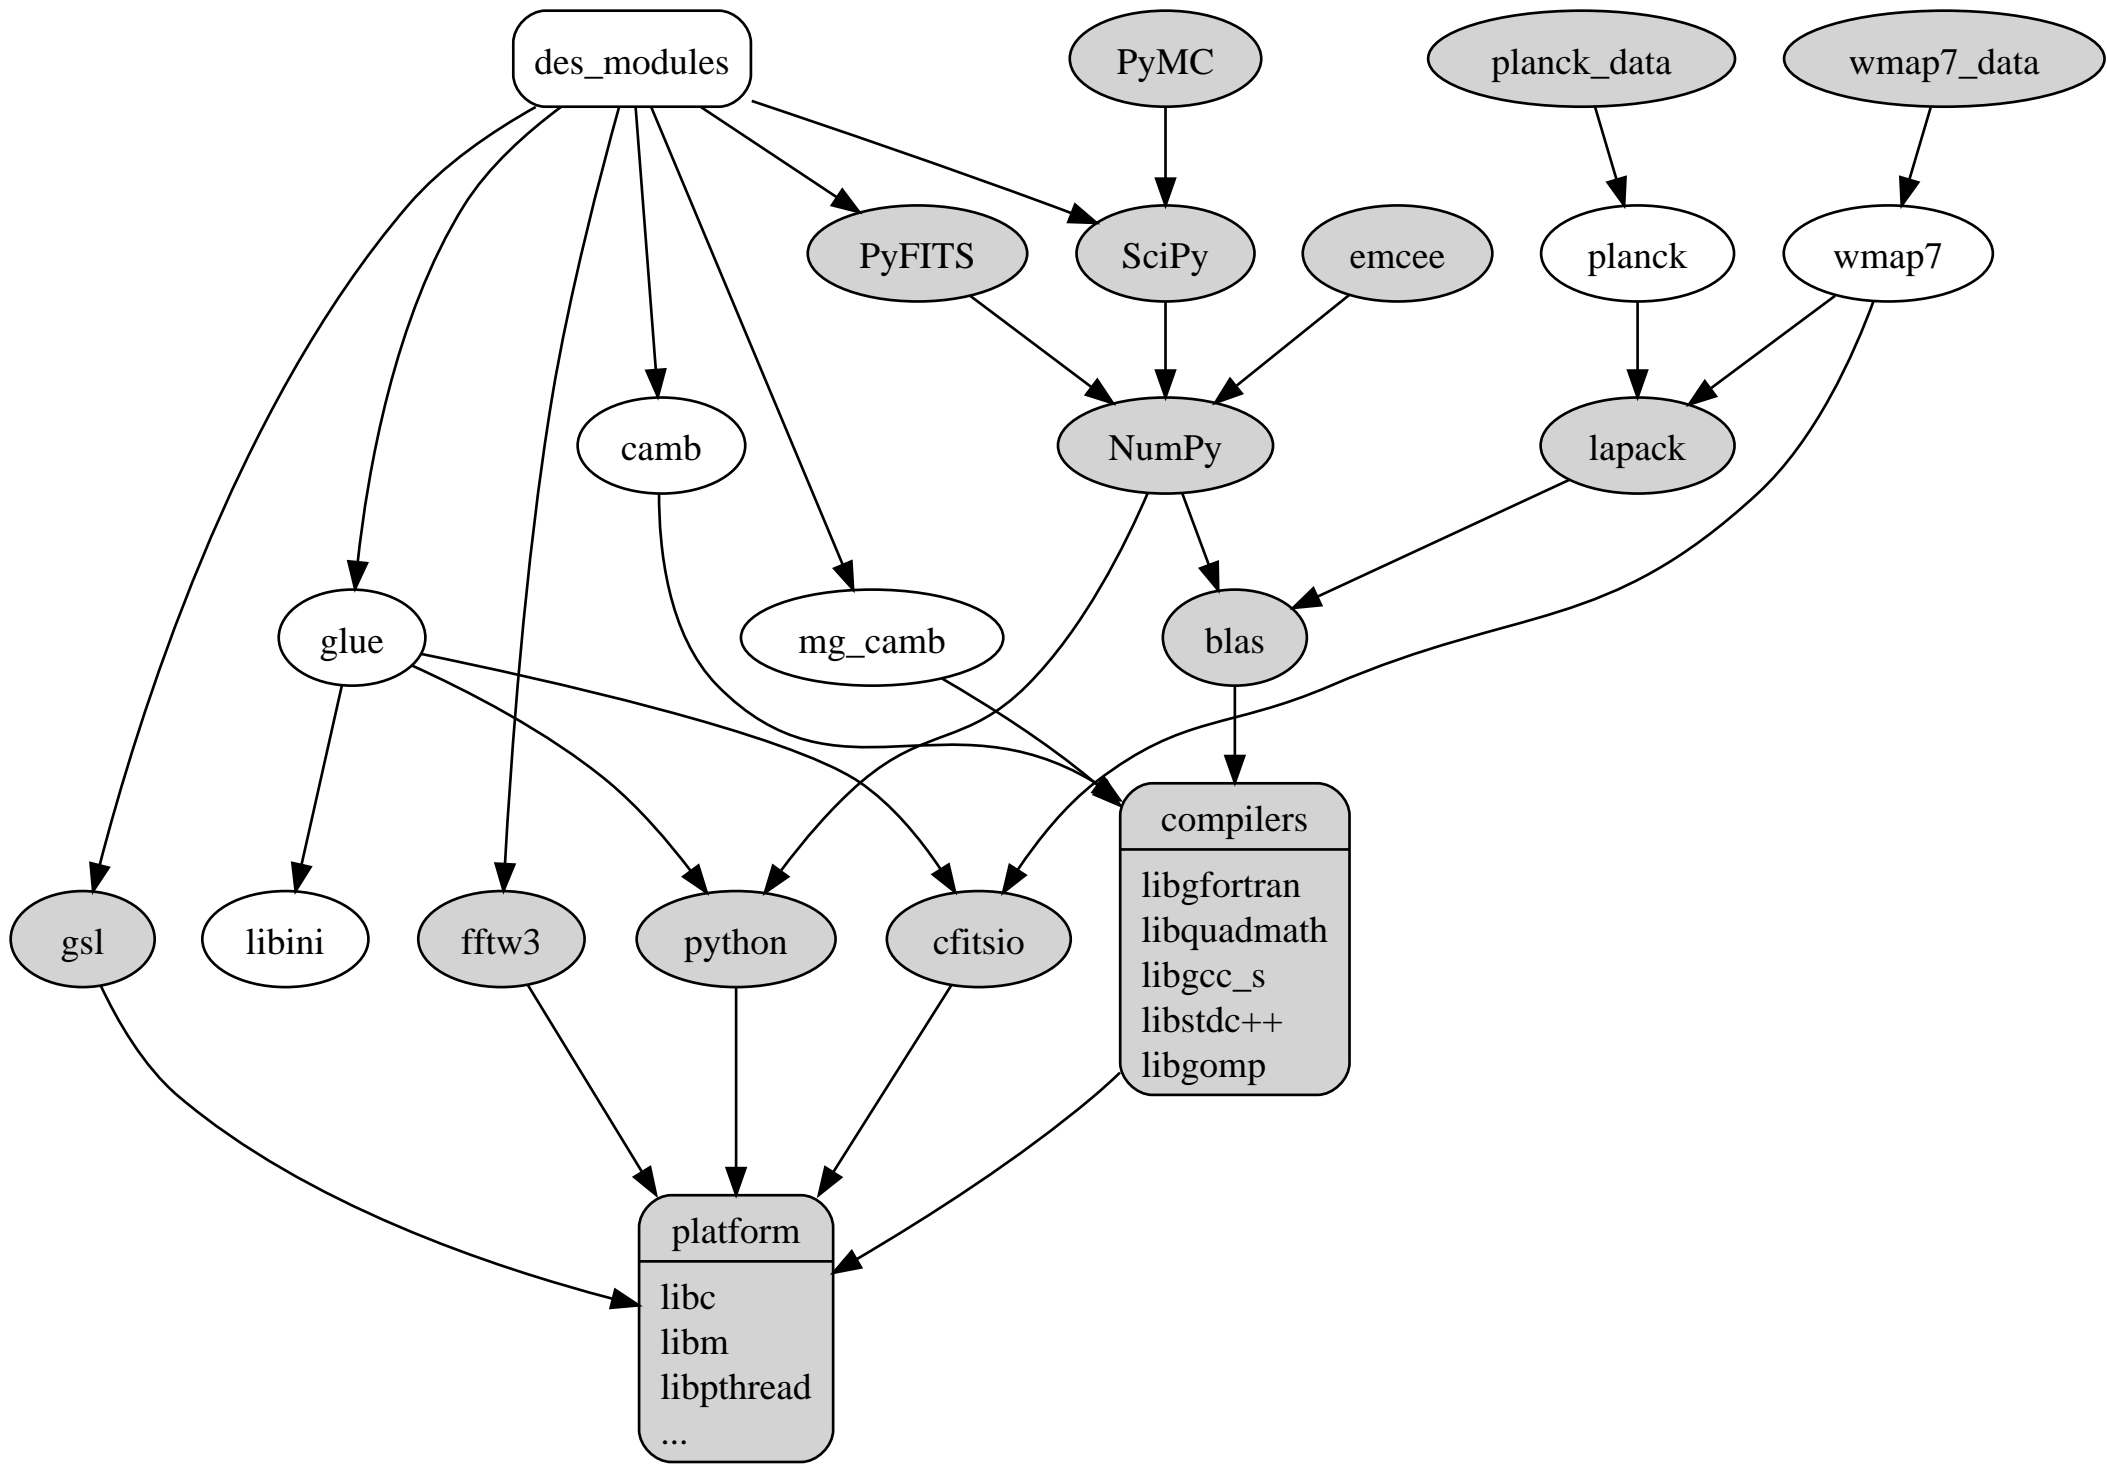 des_modules
PyMC
planck_data
wmap7_data
PyFITS
SciPy
emcee
planck
wmap7
camb
NumPy
lapack
glue
mg_camb
blas
compilers
libgfortran
libquadmath
libgcc_s
libstdc++
libgomp
gsl
libini
fftw3
python
cfitsio
platform
libc
libm
libpthread
...